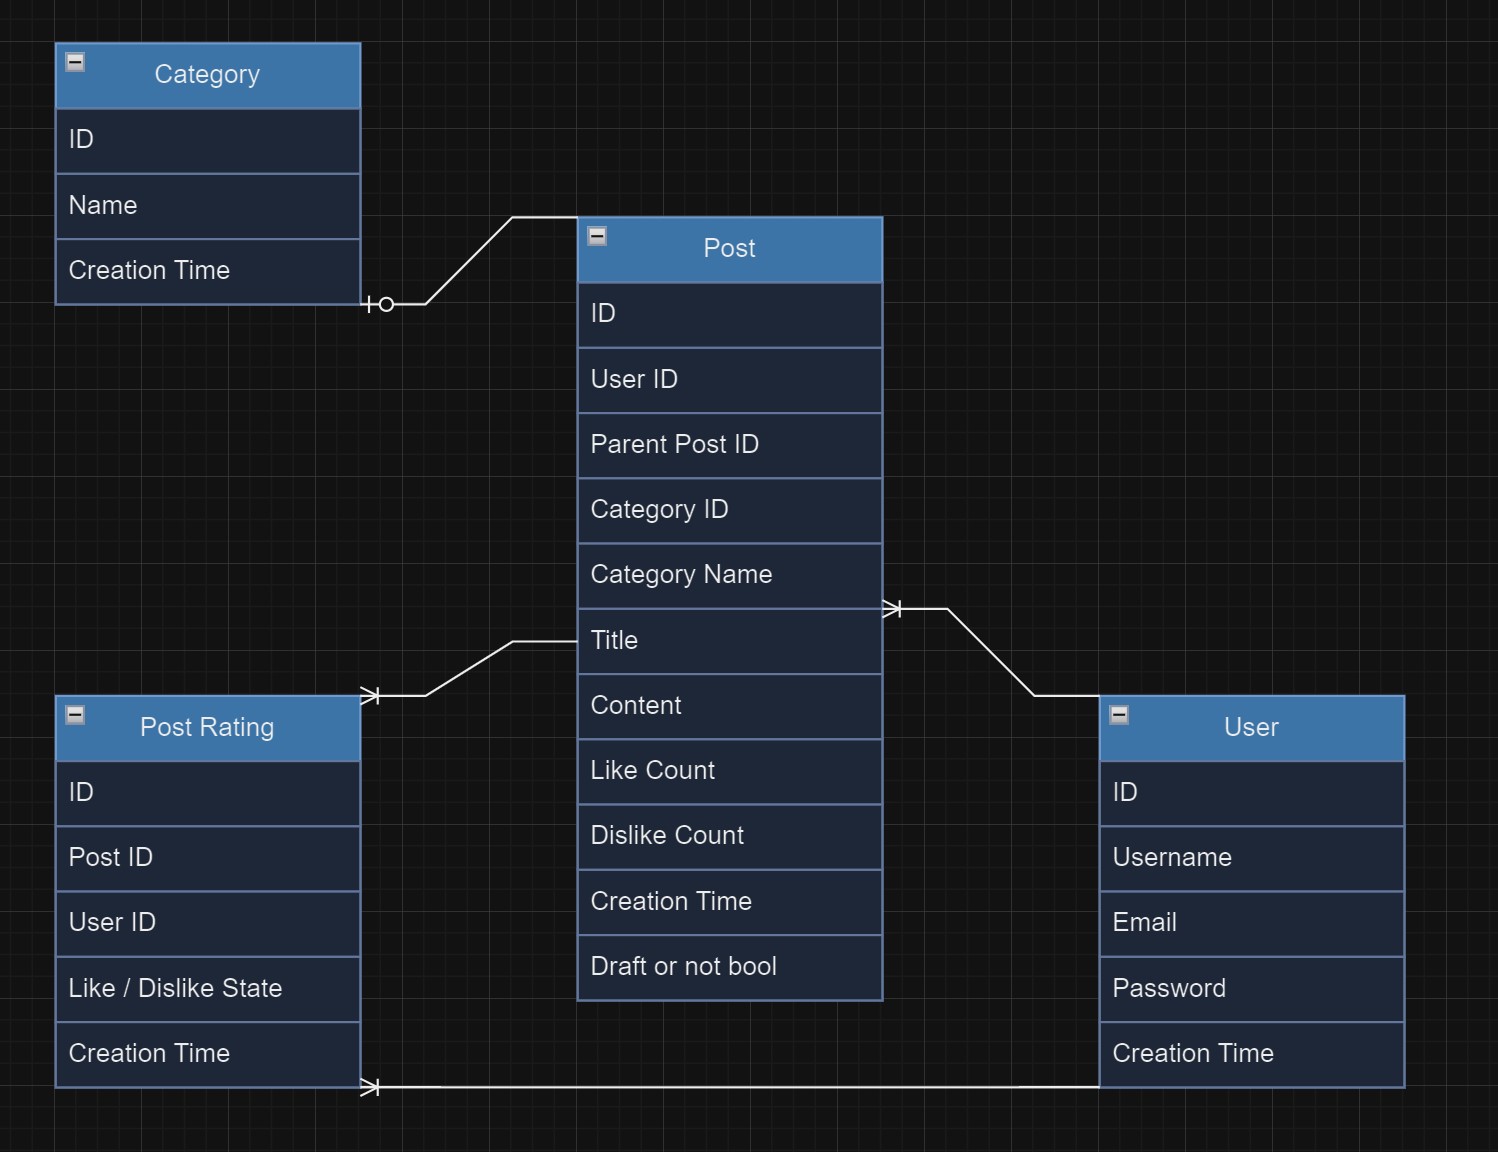 Category
ID
Name
Creation Time
Post
ID
User ID
Parent Post ID
Category ID
Category Name
Title
Content
Like Count
Dislike Count
Creation Time
Draft or not bool
Post Rating
ID
Post ID
User ID
Like / Dislike State
Creation Time
User
ID
Username
Email
Password
Creation Time